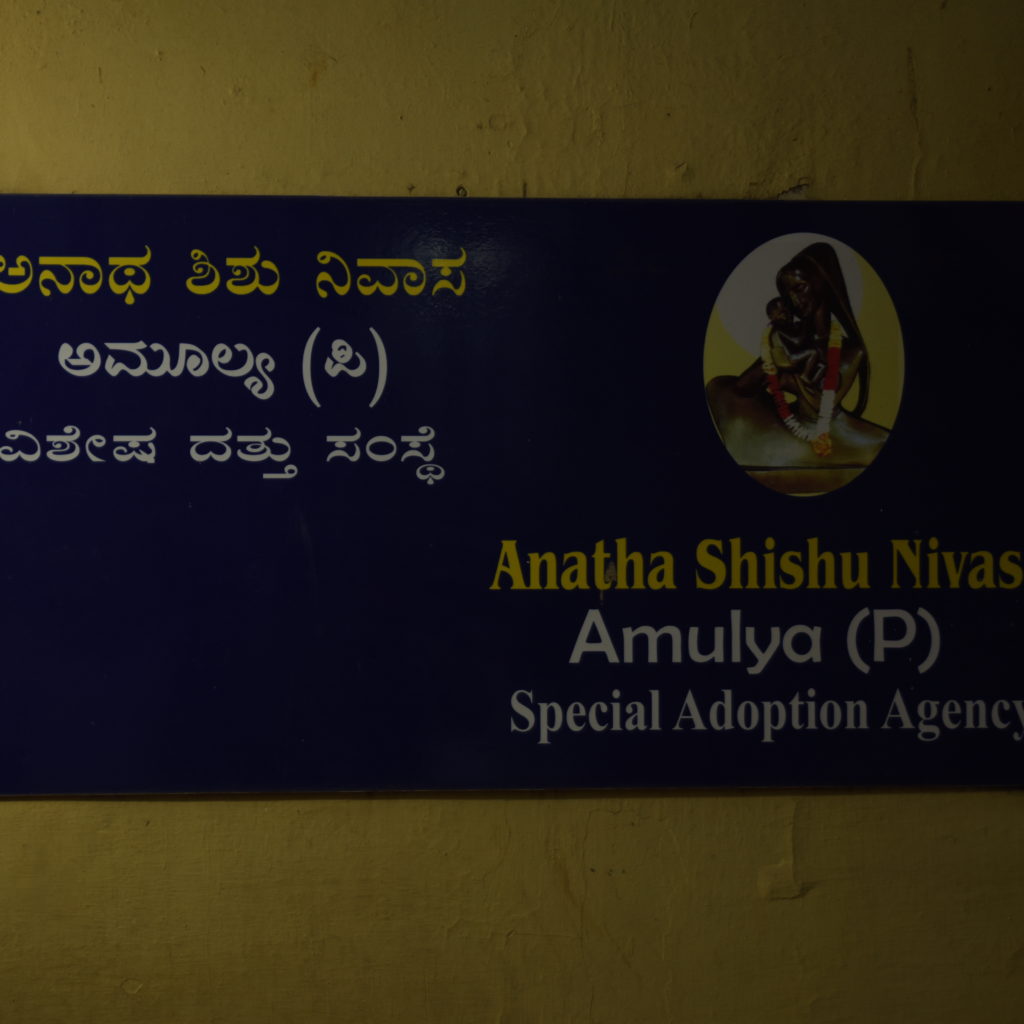 ಅನಾಥ ಶಿಶು ನಿವಾಸ
ಅಮೂಲ್ಯ (ಪಿ)
ವಿಶೇಷ ದತ್ತು ಸಂಸ್ಥೆ
Anatha Shishu Nivas
Amulya (P)
Special Adoption Agency